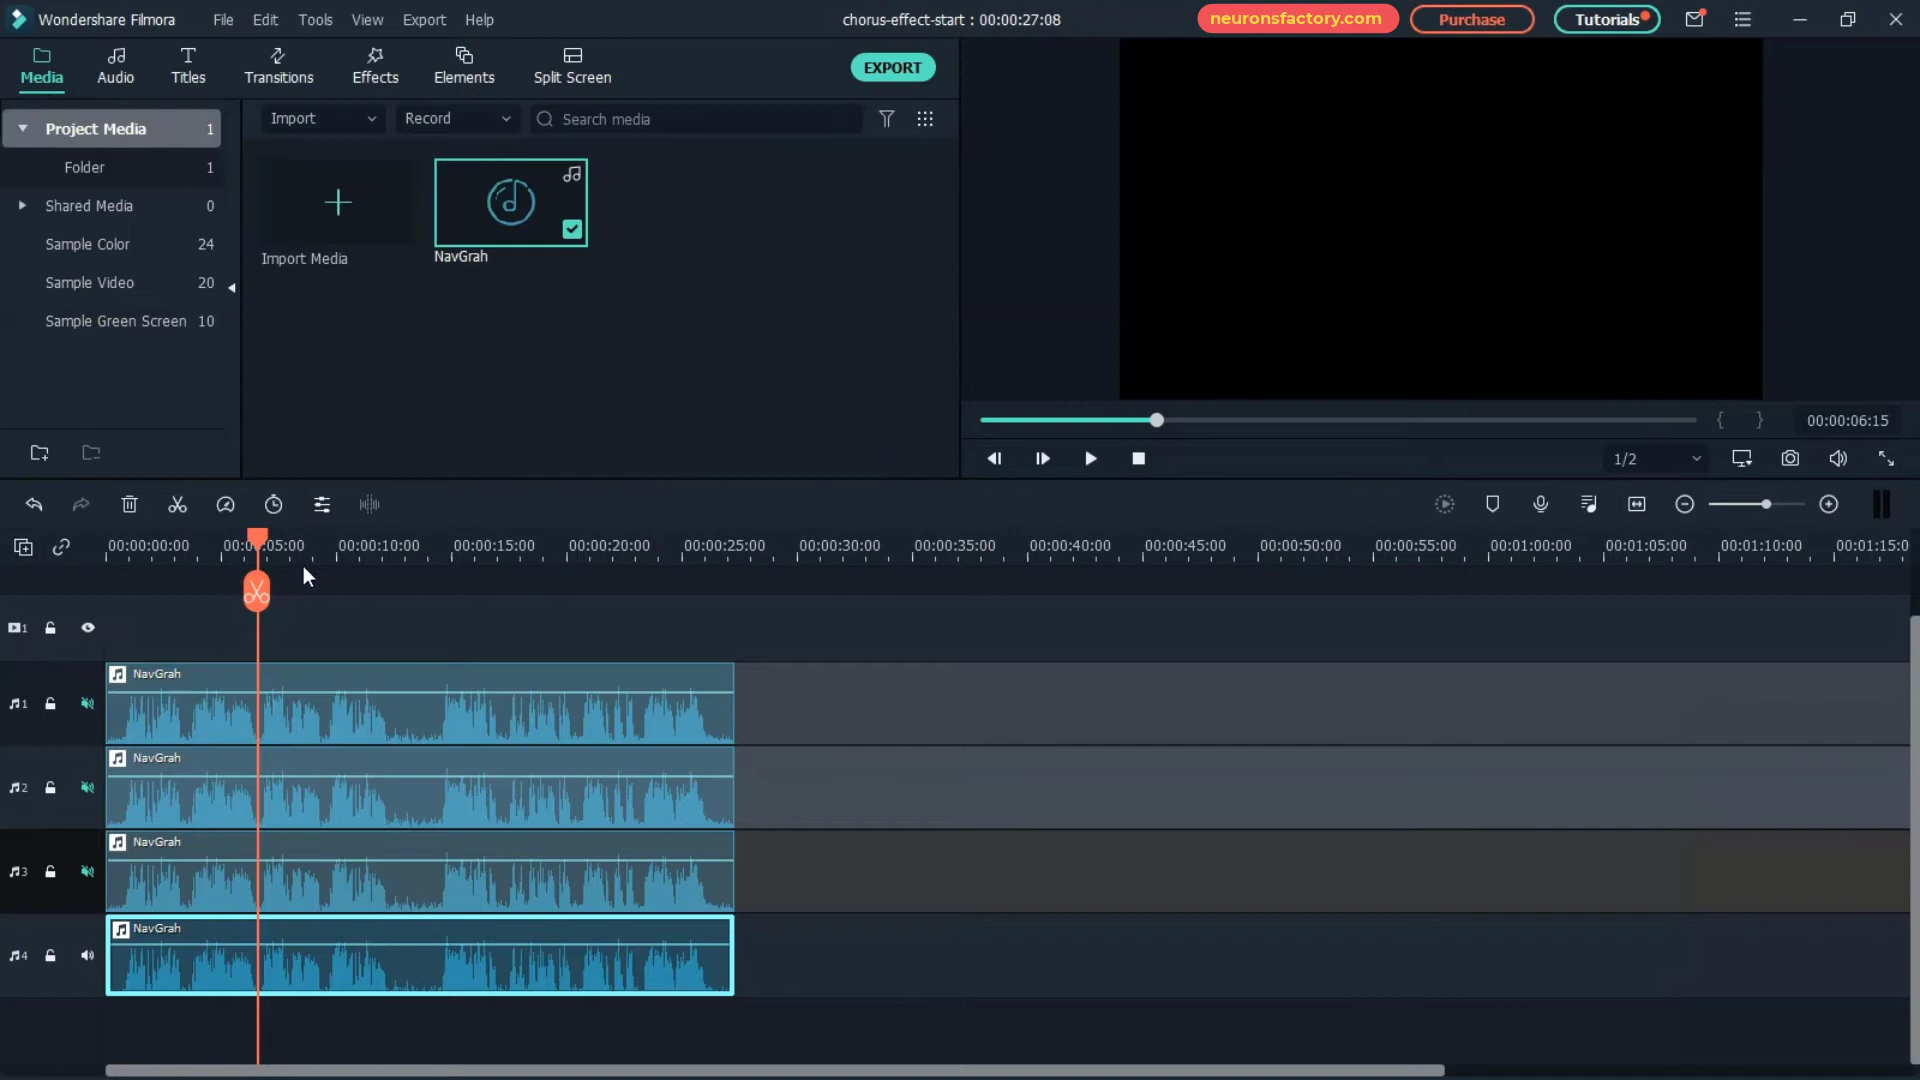 Wondershare Filmora File Edit Tools View Export Help chorus-effect-start : 00:00:27:08 neuronsfactory.com Purchase Tutorials
Media Audio Titles Transitions Effects Elements Split Screen EXPORT
Project Media 1
Folder 1
Shared Media 0
Sample Color 24
Sample Video 20
Sample Green Screen 10
Import Record Search media
Import Media NavGrah
00:00:06:15
1/2
00:00:00:00 00:00:05:00 00:00:10:00 00:00:15:00 00:00:20:00 00:00:25:00 00:00:30:00 00:00:35:00 00:00:40:00 00:00:45:00 00:00:50:00 00:00:55:00 00:01:00:00 00:01:05:00 00:01:10:00 00:01:15:0
1
NavGrah
1
NavGrah
2
NavGrah
3
NavGrah
4